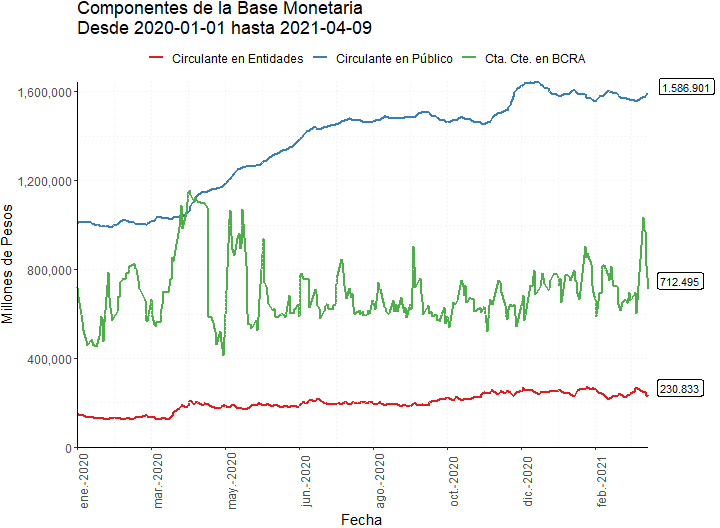 Componentes de la Base Monetaria
Desde 2020-01-01 hasta 2021-04-09
Circulante en Entidades Circulante en Público Cta. Cte. en BCRA
Millones de Pesos
1,600,000
1,200,000
800,000
400,000
0
1.586.901
712.495
230.833
ene.-2020
mar.-2020
may.-2020
jun.-2020
ago.-2020
oct.-2020
dic.-2020
feb.-2021
Fecha